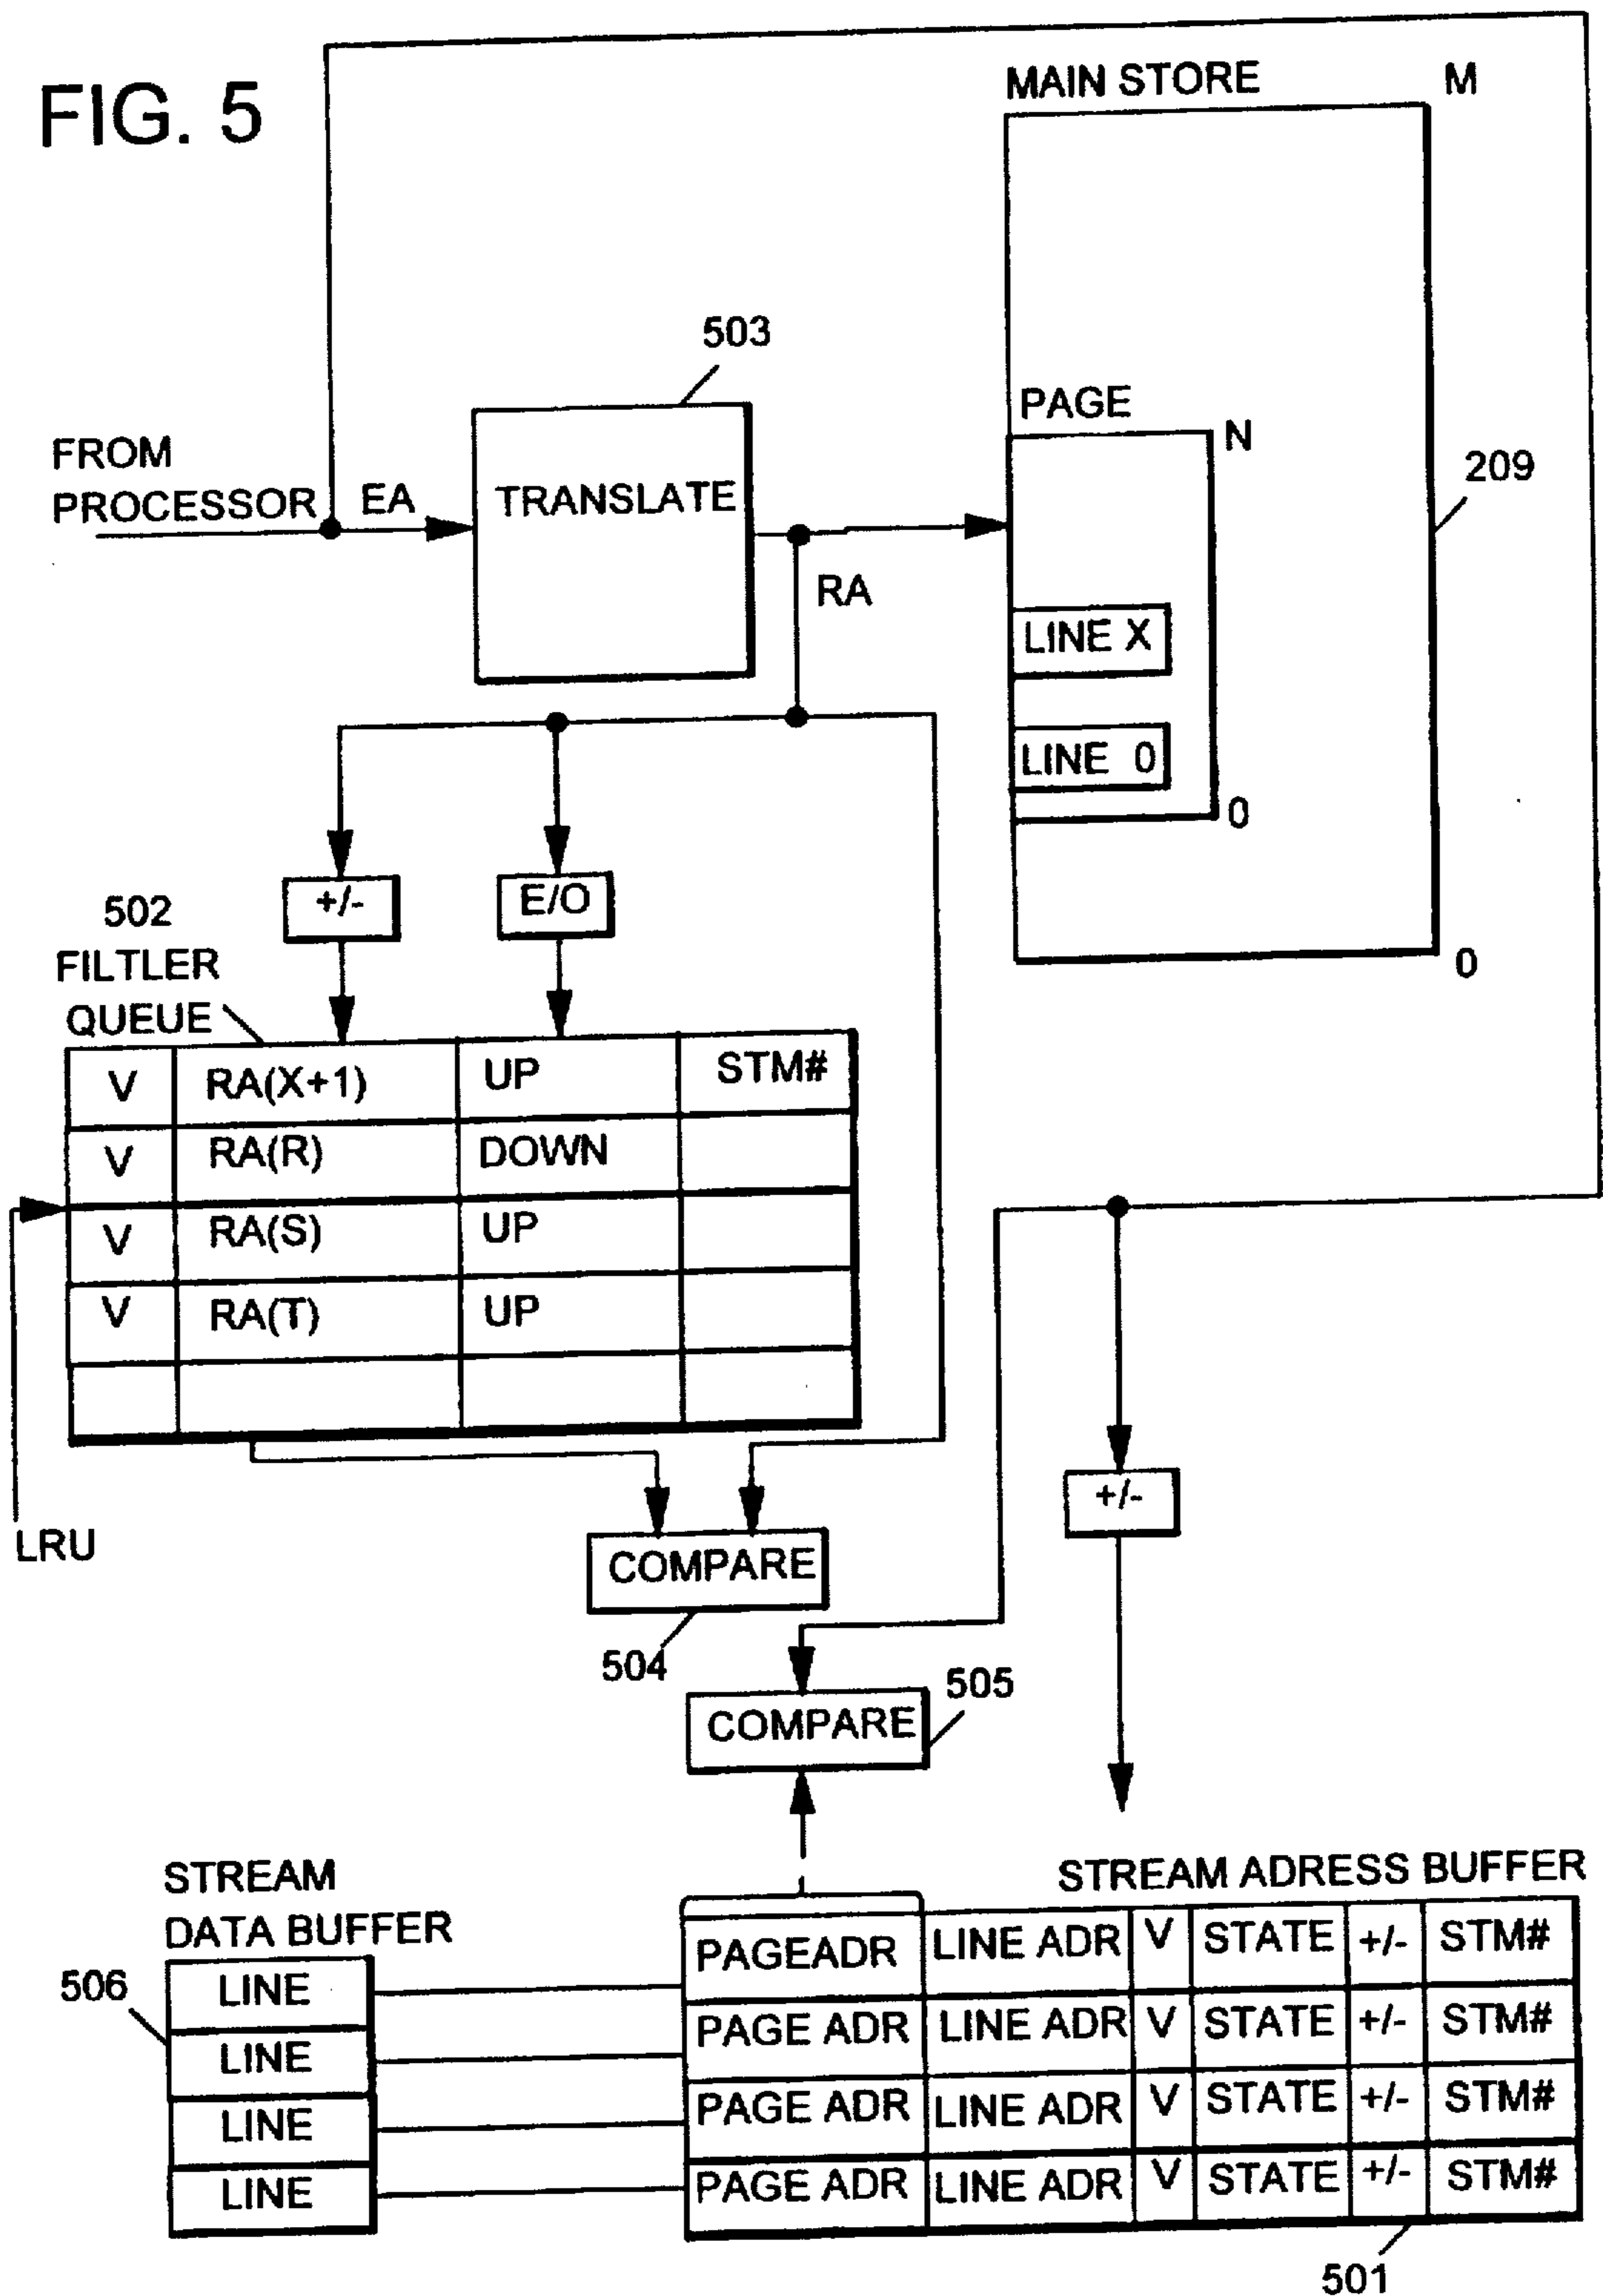 FIG. 5
MAIN STORE M
503
PAGE
N
FROM
PROCESSOR EA
TRANSLATE
209
RA
LINE X
LINE 0
0
+/- E/O
502
FILTLER
QUEUE
0
V RA(X+1) UP STM#
V RA(R) DOWN
V RA(S) UP
V RA(T) UP
LRU
COMPARE
+/-
504
505
COMPARE
STREAM
DATA BUFFER
STREAM ADRESS BUFFER
506
LINE PAGEADR LINE ADR V STATE +/- STM#
LINE PAGE ADR LINE ADR V STATE +/- STM#
LINE PAGE ADR LINE ADR V STATE +/- STM#
LINE PAGE ADR LINE ADR V STATE +/- STM#
501